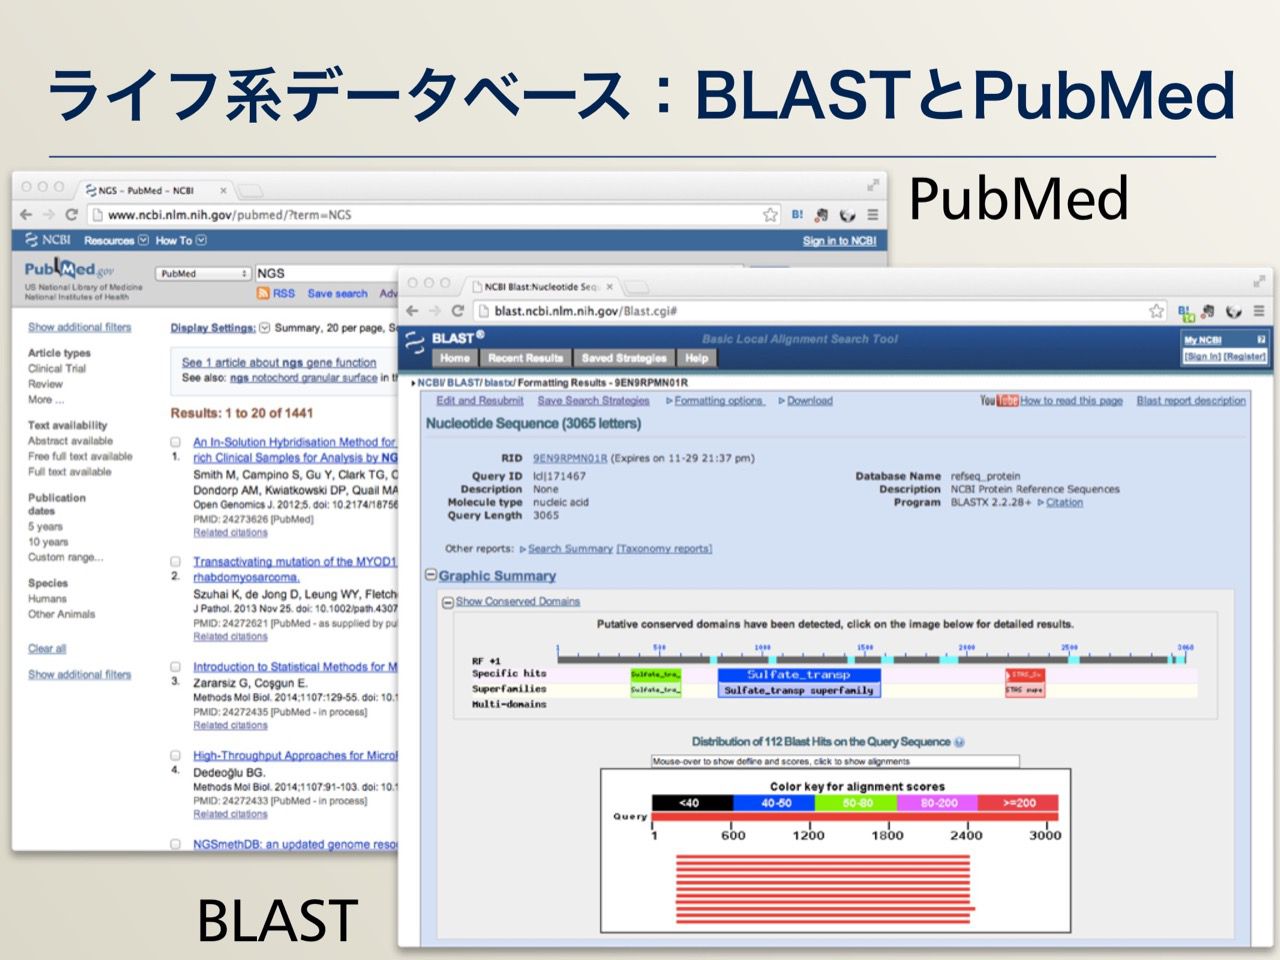 ライフ系データベース：BLASTとPubMed
PubMed
NGS - PubMed - NCBI
www.ncbi.nlm.nih.gov/pubmed/?term=NGS
B!
NCBI Resources How To
Sign in to NCBI
PubMed.gov
US National Library of Medicine
National Institutes of Health
PubMed
NGS
RSS Save search Adv
Show additional filters
Article types
Clinical Trial
Review
More ...
Text availability
Abstract available
Free full text available
Full text available
Publication
dates
5 years
10 years
Custom range...
Species
Humans
Other Animals
Clear all
Show additional filters
Display Settings: Summary, 20 per page, So
See 1 article about ngs gene function
See also: ngs notochord granular surface in th
Results: 1 to 20 of 1441
An In-Solution Hybridisation Method for
1. rich Clinical Samples for Analysis by NG
Smith M, Campino S, Gu Y, Clark TG, O
Dondorp AM, Kwiatkowski DP, Quail MA
Open Genomics J. 2012;5. doi: 10.2174/18756
PMID: 24273626 [PubMed]
Related citations
Transactivating mutation of the MYOD1
2. rhabdomyosarcoma.
Szuhai K, de Jong D, Leung WY, Fletch
J Pathol. 2013 Nov 25. doi: 10.1002/path.4307
PMID: 24272621 [PubMed - as supplied by pu
Related citations
Introduction to Statistical Methods for M
3. Zararsiz G, Coşgun E.
Methods Mol Biol. 2014;1107:129-55. doi: 10.
PMID: 24272435 [PubMed - in process]
Related citations
High-Throughput Approaches for MicroR
4. Dedeoğlu BG.
Methods Mol Biol. 2014;1107:91-103. doi: 10.1
PMID: 24272433 [PubMed - in process]
Related citations
NGSmethDB: an updated genome reso
NCBI Blast:Nucleotide Seq
blast.ncbi.nlm.nih.gov/Blast.cgi#
BLAST® Basic Local Alignment Search Tool
My NCBI
[Sign In] [Register]
Home Recent Results Saved Strategies Help
NCBI/ BLAST/ blastx/ Formatting Results - 9EN9RPMN01R
Edit and Resubmit Save Search Strategies Formatting options Download
YouTube How to read this page Blast report description
Nucleotide Sequence (3065 letters)
RID 9EN9RPMN01R (Expires on 11-29 21:37 pm)
Query ID lcl|171467
Description None
Molecule type nucleic acid
Query Length 3065
Database Name refseq_protein
Description NCBI Protein Reference Sequences
Program BLASTX 2.2.28+ Citation
Other reports: Search Summary [Taxonomy reports]
Graphic Summary
Show Conserved Domains
Putative conserved domains have been detected, click on the image below for detailed results.
1 500 1000 1500 2000 2500 3060
RF +1
Specific hits Sulfate_tra_ Sulfate_transp STAS_Su
Superfamilies Sulfate_tra_ Sulfate_transp superfamily STAS supe
Multi-domains
Distribution of 112 Blast Hits on the Query Sequence
Mouse-over to show defline and scores, click to show alignments
Color key for alignment scores
<40 40-50 50-80 80-200 >=200
Query
1 600 1200 1800 2400 3000
BLAST